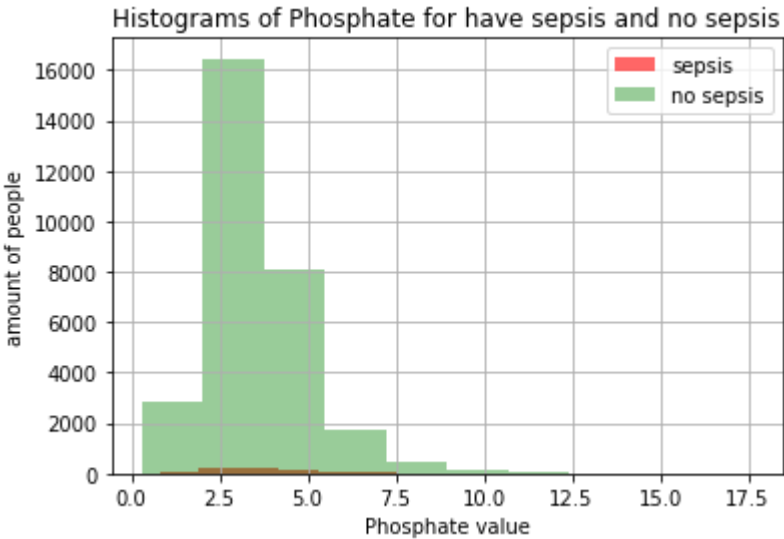 Histograms of Phosphate for have sepsis and no sepsis
sepsis
no sepsis
amount of people
16000
14000
12000
10000
8000
6000
4000
2000
0
0.0 2.5 5.0 7.5 10.0 12.5 15.0 17.5
Phosphate value